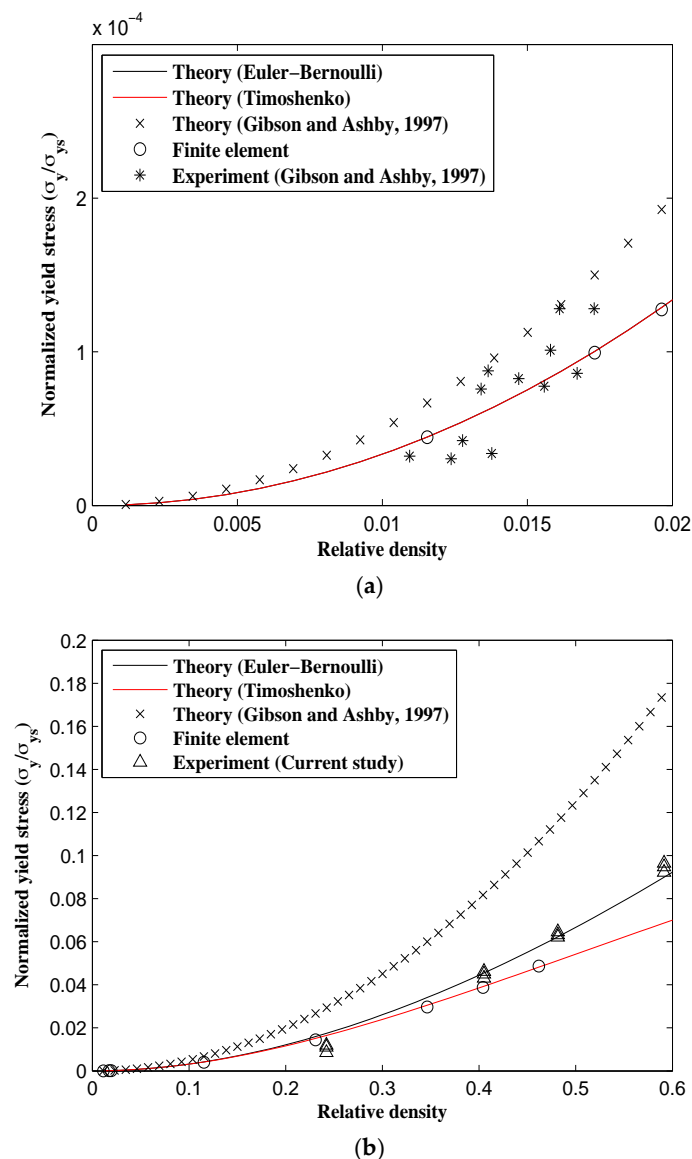 x 10⁻⁴
Theory (Euler−Bernoulli)
Theory (Timoshenko)
Theory (Gibson and Ashby, 1997)
Finite element
Experiment (Gibson and Ashby, 1997)
Normalized yield stress (σy/σys)
2
1
0
0 0.005 0.01 0.015 0.02
Relative density
(a)
0.2
0.18
0.16
0.14
0.12
0.1
0.08
0.06
0.04
0.02
0
Theory (Euler−Bernoulli)
Theory (Timoshenko)
Theory (Gibson and Ashby, 1997)
Finite element
Experiment (Current study)
Normalized yield stress (σy/σys)
0 0.1 0.2 0.3 0.4 0.5 0.6
Relative density
(b)